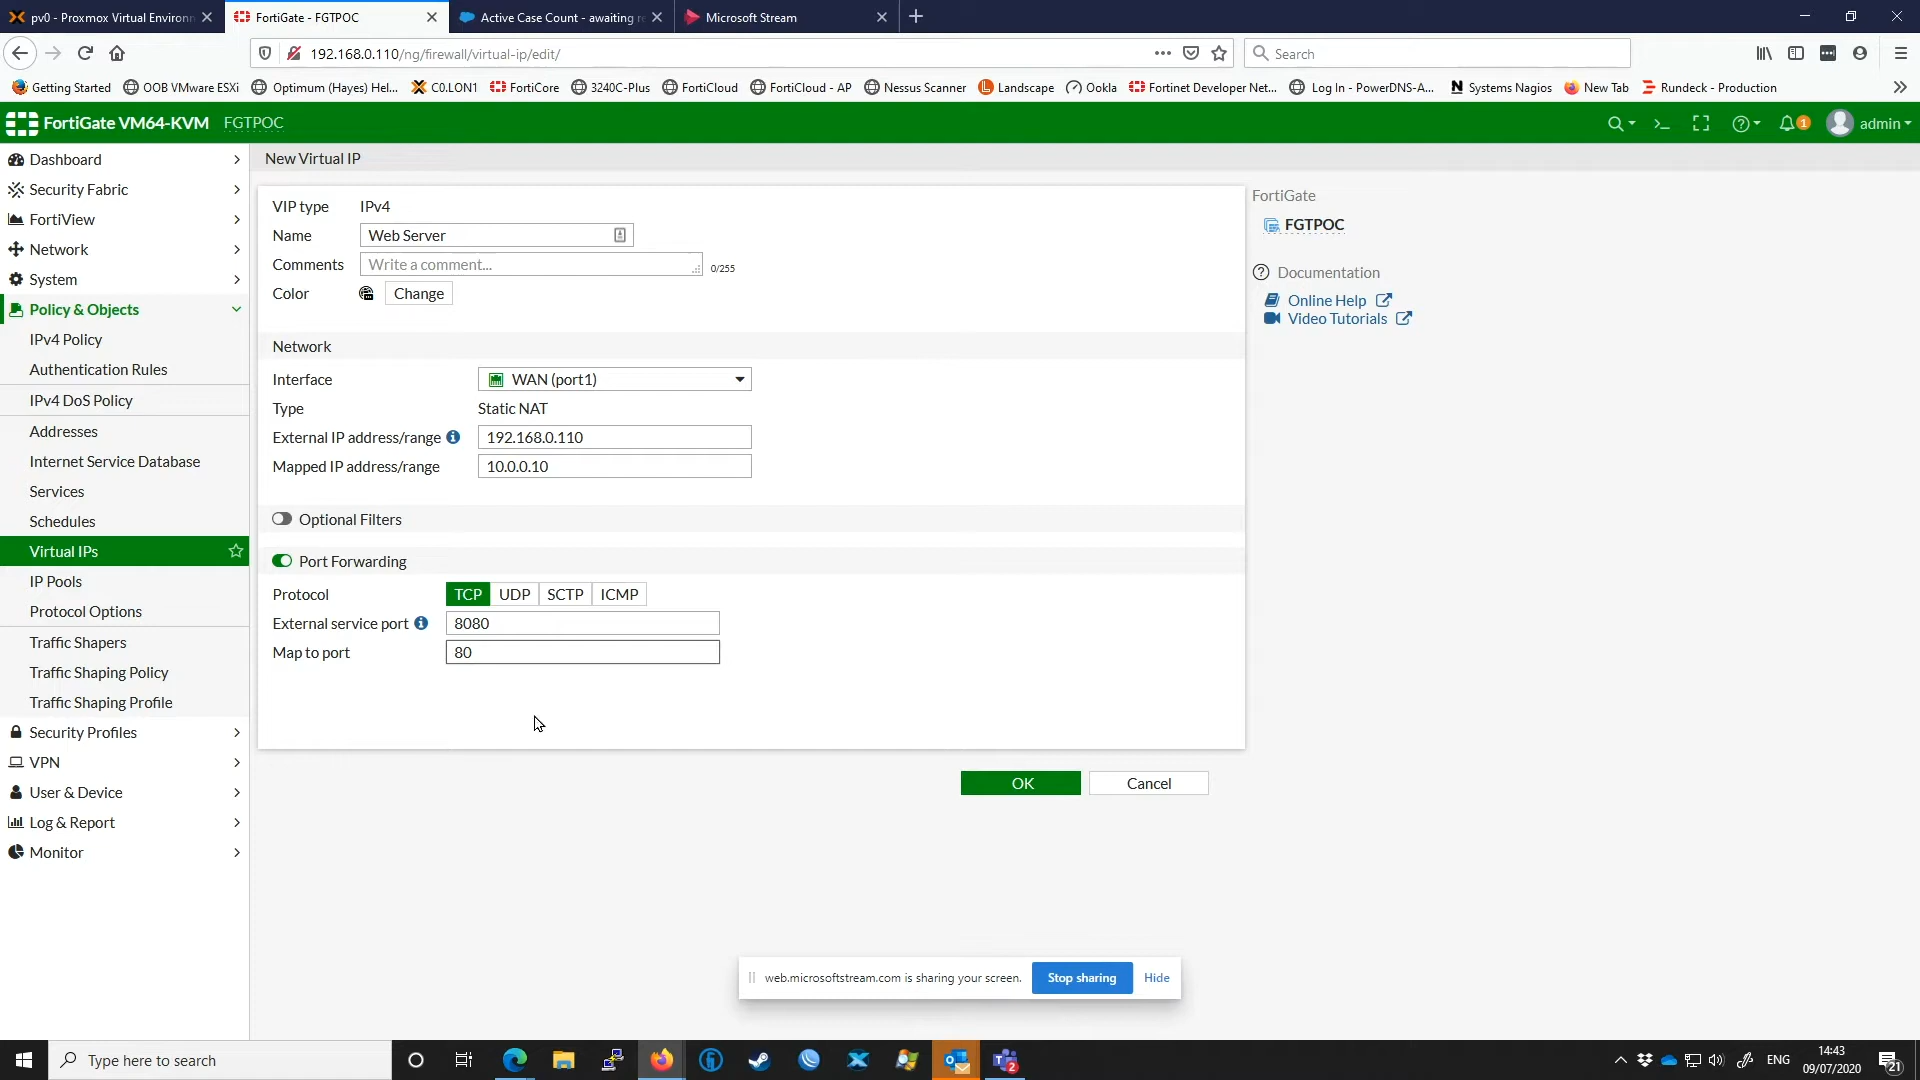 pv0 - Proxmox Virtual Environ
FortiGate - FGTPOC
Active Case Count - awaiting re
Microsoft Stream
192.168.0.110/ng/firewall/virtual-ip/edit/
Search
Getting Started
OOB VMware ESXi
Optimum (Hayes) Hel...
C0.LON1
FortiCore
3240C-Plus
FortiCloud
FortiCloud - AP
Nessus Scanner
Landscape
Ookla
Fortinet Developer Net...
Log In - PowerDNS-A...
Systems Nagios
New Tab
Rundeck - Production
FortiGate VM64-KVM
FGTPOC
1
admin
Dashboard
Security Fabric
FortiView
Network
System
Policy & Objects
IPv4 Policy
Authentication Rules
IPv4 DoS Policy
Addresses
Internet Service Database
Services
Schedules
Virtual IPs
IP Pools
Protocol Options
Traffic Shapers
Traffic Shaping Policy
Traffic Shaping Profile
Security Profiles
VPN
User & Device
Log & Report
Monitor
New Virtual IP
VIP type IPv4
Name Web Server
Comments Write a comment... 0/255
Color Change
Network
Interface WAN (port1)
Type Static NAT
External IP address/range 192.168.0.110
Mapped IP address/range 10.0.0.10
Optional Filters
Port Forwarding
Protocol TCP UDP SCTP ICMP
External service port 8080
Map to port 80
OK Cancel
FortiGate
FGTPOC
Documentation
Online Help
Video Tutorials
web.microsoftstream.com is sharing your screen. Stop sharing Hide
Type here to search
2
ENG
14:43
09/07/2020
21